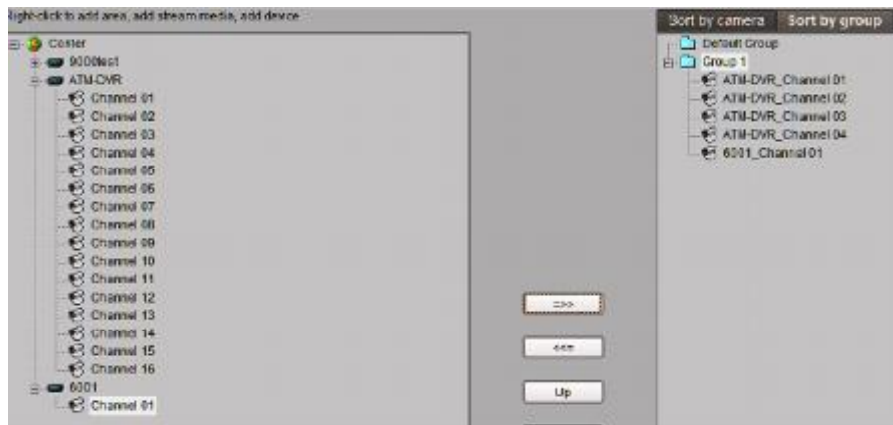 Right-click to add area, add stream media, add device
Center
9000test
ATM-DVR
Channel 01
Channel 02
Channel 03
Channel 04
Channel 05
Channel 06
Channel 07
Channel 08
Channel 09
Channel 10
Channel 11
Channel 12
Channel 13
Channel 14
Channel 15
Channel 16
6001
Channel 01
=>>
<<=
Up
Sort by camera Sort by group
Default Group
Group 1
ATM-DVR_Channel 01
ATM-DVR_Channel 02
ATM-DVR_Channel 03
ATM-DVR_Channel 04
6001_Channel 01